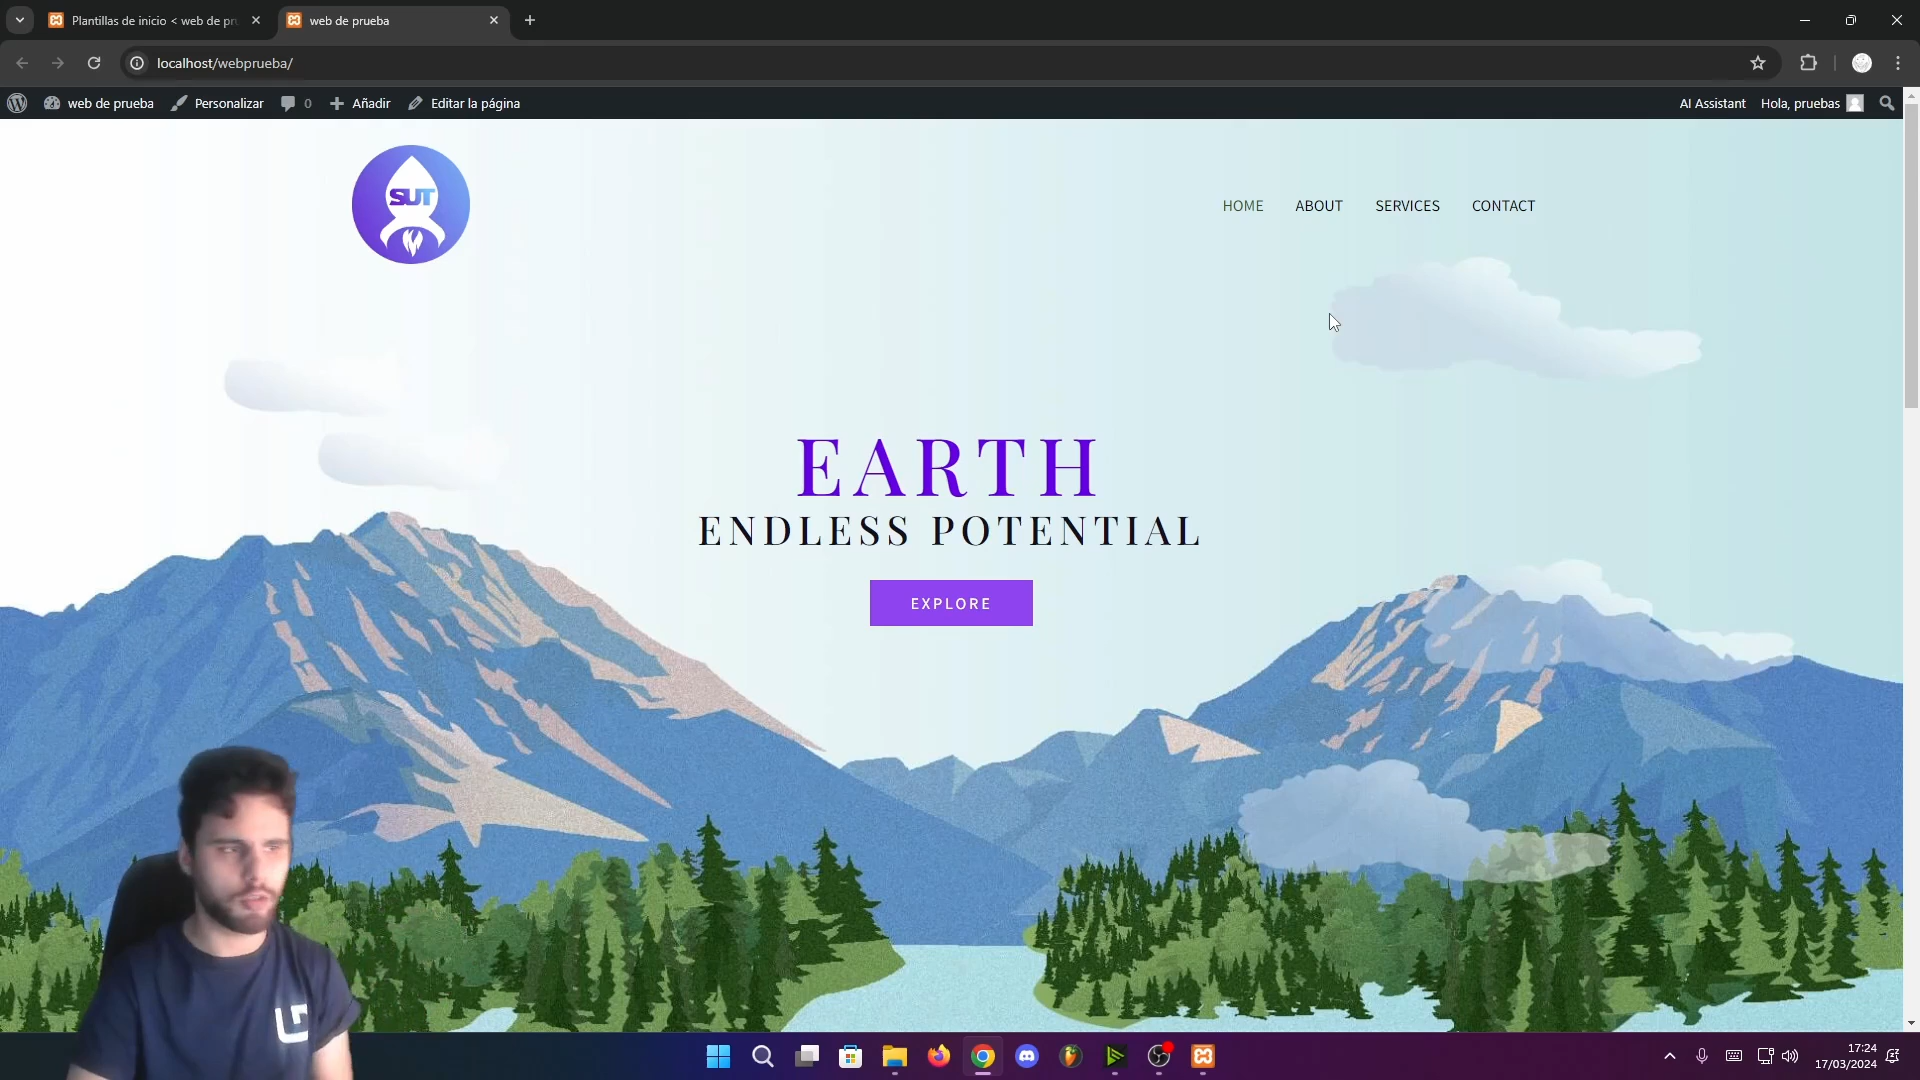 Plantillas de inicio < web de pr
web de prueba
localhost/webprueba/
web de prueba
Personalizar
0
Añadir
Editar la página
AI Assistant
Hola, pruebas
SUT
HOME
ABOUT
SERVICES
CONTACT
EARTH
ENDLESS POTENTIAL
EXPLORE
17:24
17/03/2024